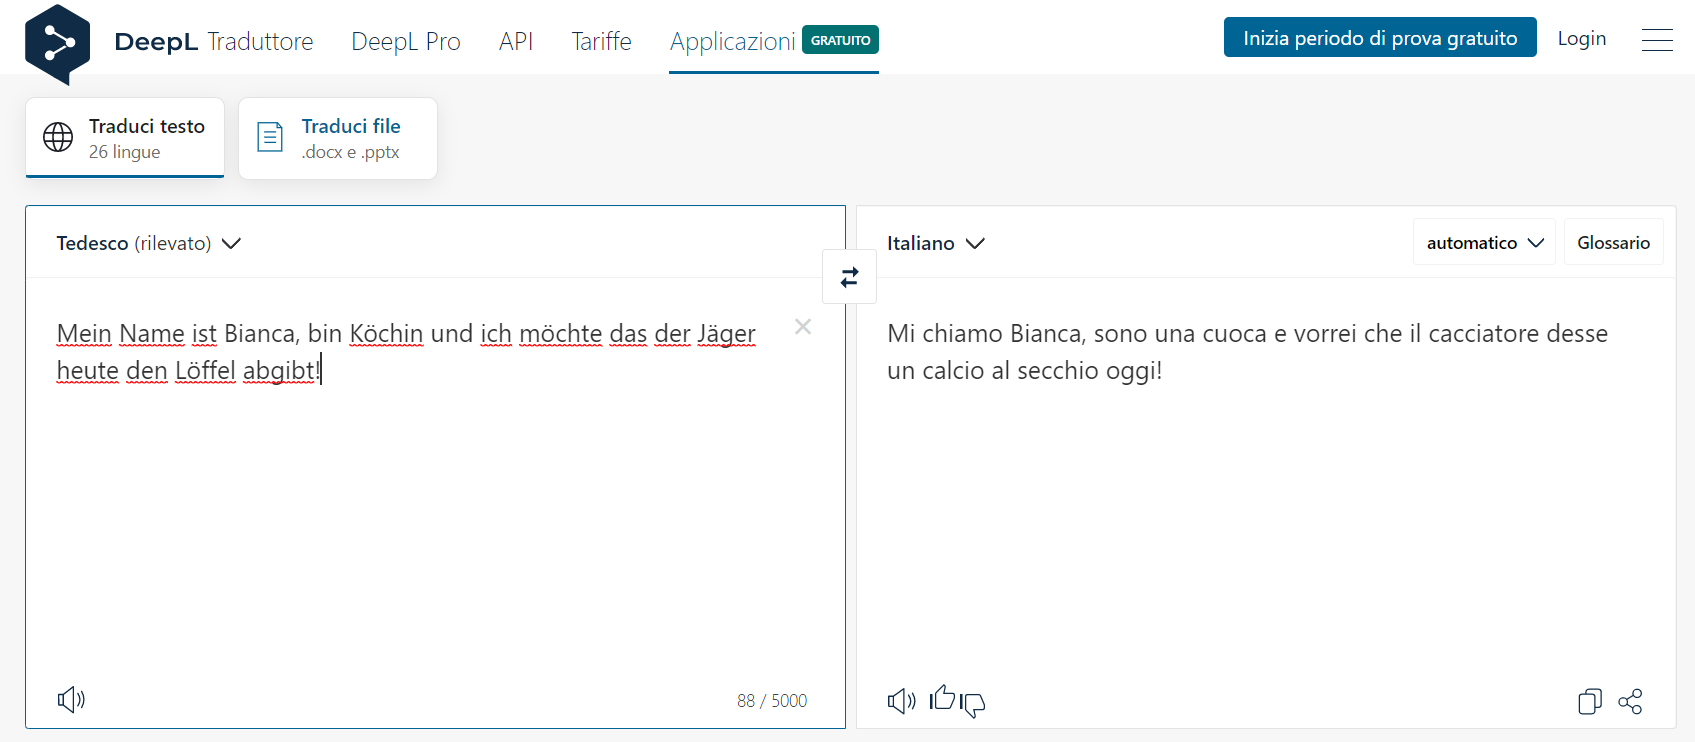 DeepL Traduttore DeepL Pro API Tariffe Applicazioni GRATUITO Inizia periodo di prova gratuito Login
Traduci testo
26 lingue
Traduci file
.docx e .pptx
Tedesco (rilevato)
Mein Name ist Bianca, bin Köchin und ich möchte das der Jäger
heute den Löffel abgibt!
88 / 5000
Italiano automatico Glossario
Mi chiamo Bianca, sono una cuoca e vorrei che il cacciatore desse
un calcio al secchio oggi!